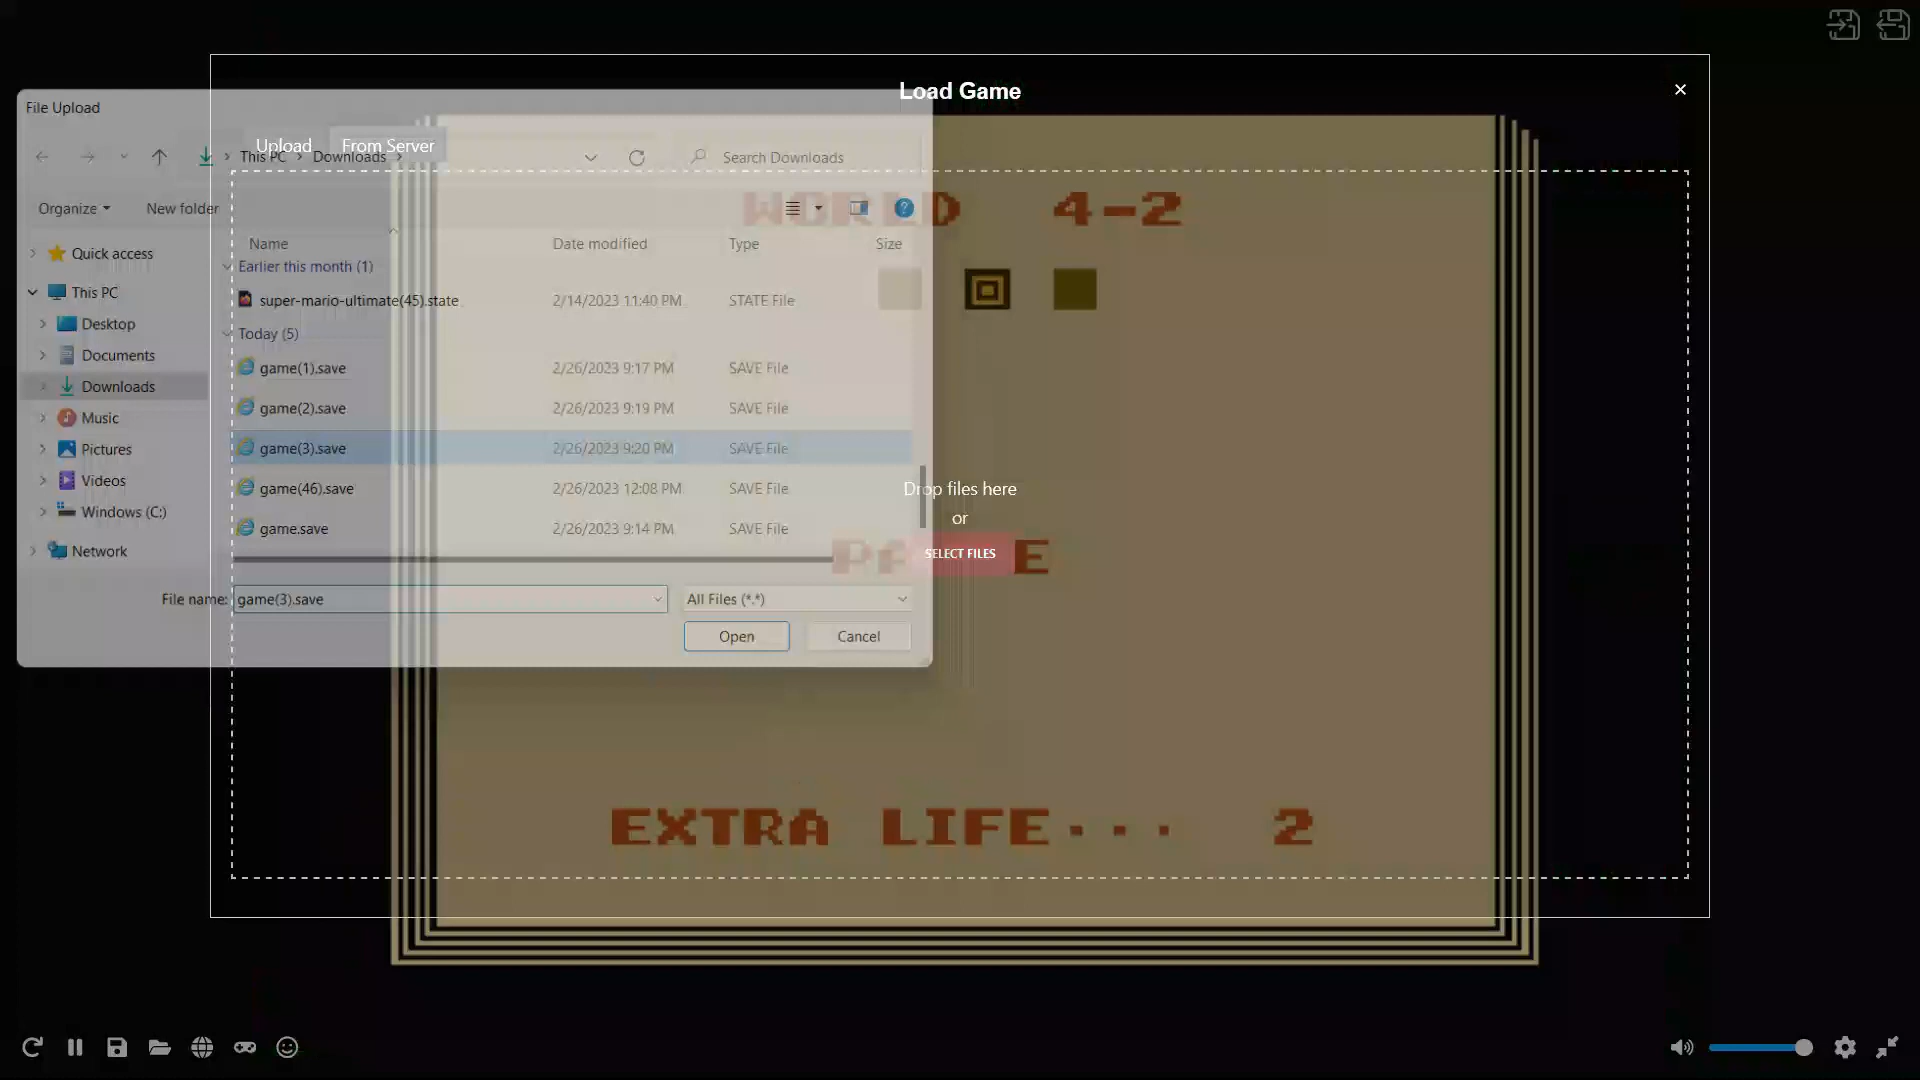 Load Game
×
File Upload
Upload
From Server
This PC
Downloads
Search Downloads
Organize
New folder
WORLD 4-2
?
Name
Date modified
Type
Size
Quick access
This PC
Desktop
Documents
Downloads
Music
Pictures
Videos
Windows (C:)
Network
Earlier this month (1)
super-mario-ultimate(45).state 2/14/2023 11:40 PM STATE File
Today (5)
game(1).save 2/26/2023 9:17 PM SAVE File
game(2).save 2/26/2023 9:19 PM SAVE File
game(3).save 2/26/2023 9:20 PM SAVE File
game(46).save 2/26/2023 12:08 PM SAVE File
game.save 2/26/2023 9:14 PM SAVE File
Drop files here
or
SELECT FILES
File name:
game(3).save
All Files (*.*)
Open
Cancel
EXTRA LIFE... 2